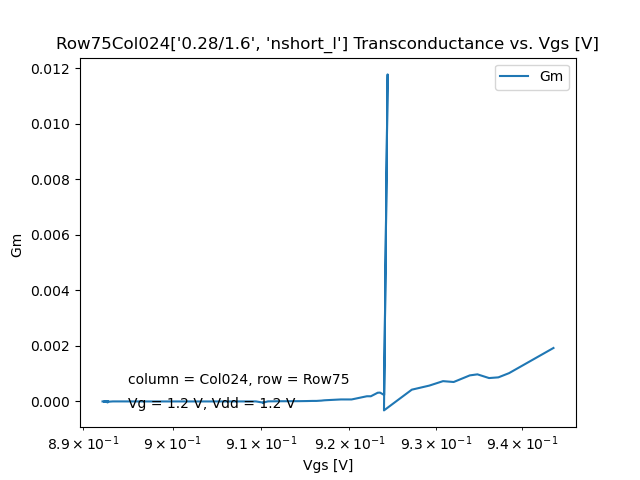 Row75Col024['0.28/1.6', 'nshort_l'] Transconductance vs. Vgs [V]
Gm
0.012
0.010
0.008
0.006
0.004
0.002
0.000
Gm
column = Col024, row = Row75
Vg = 1.2 V, Vdd = 1.2 V
8.9 × 10⁻¹ 9 × 10⁻¹ 9.1 × 10⁻¹ 9.2 × 10⁻¹ 9.3 × 10⁻¹ 9.4 × 10⁻¹
Vgs [V]